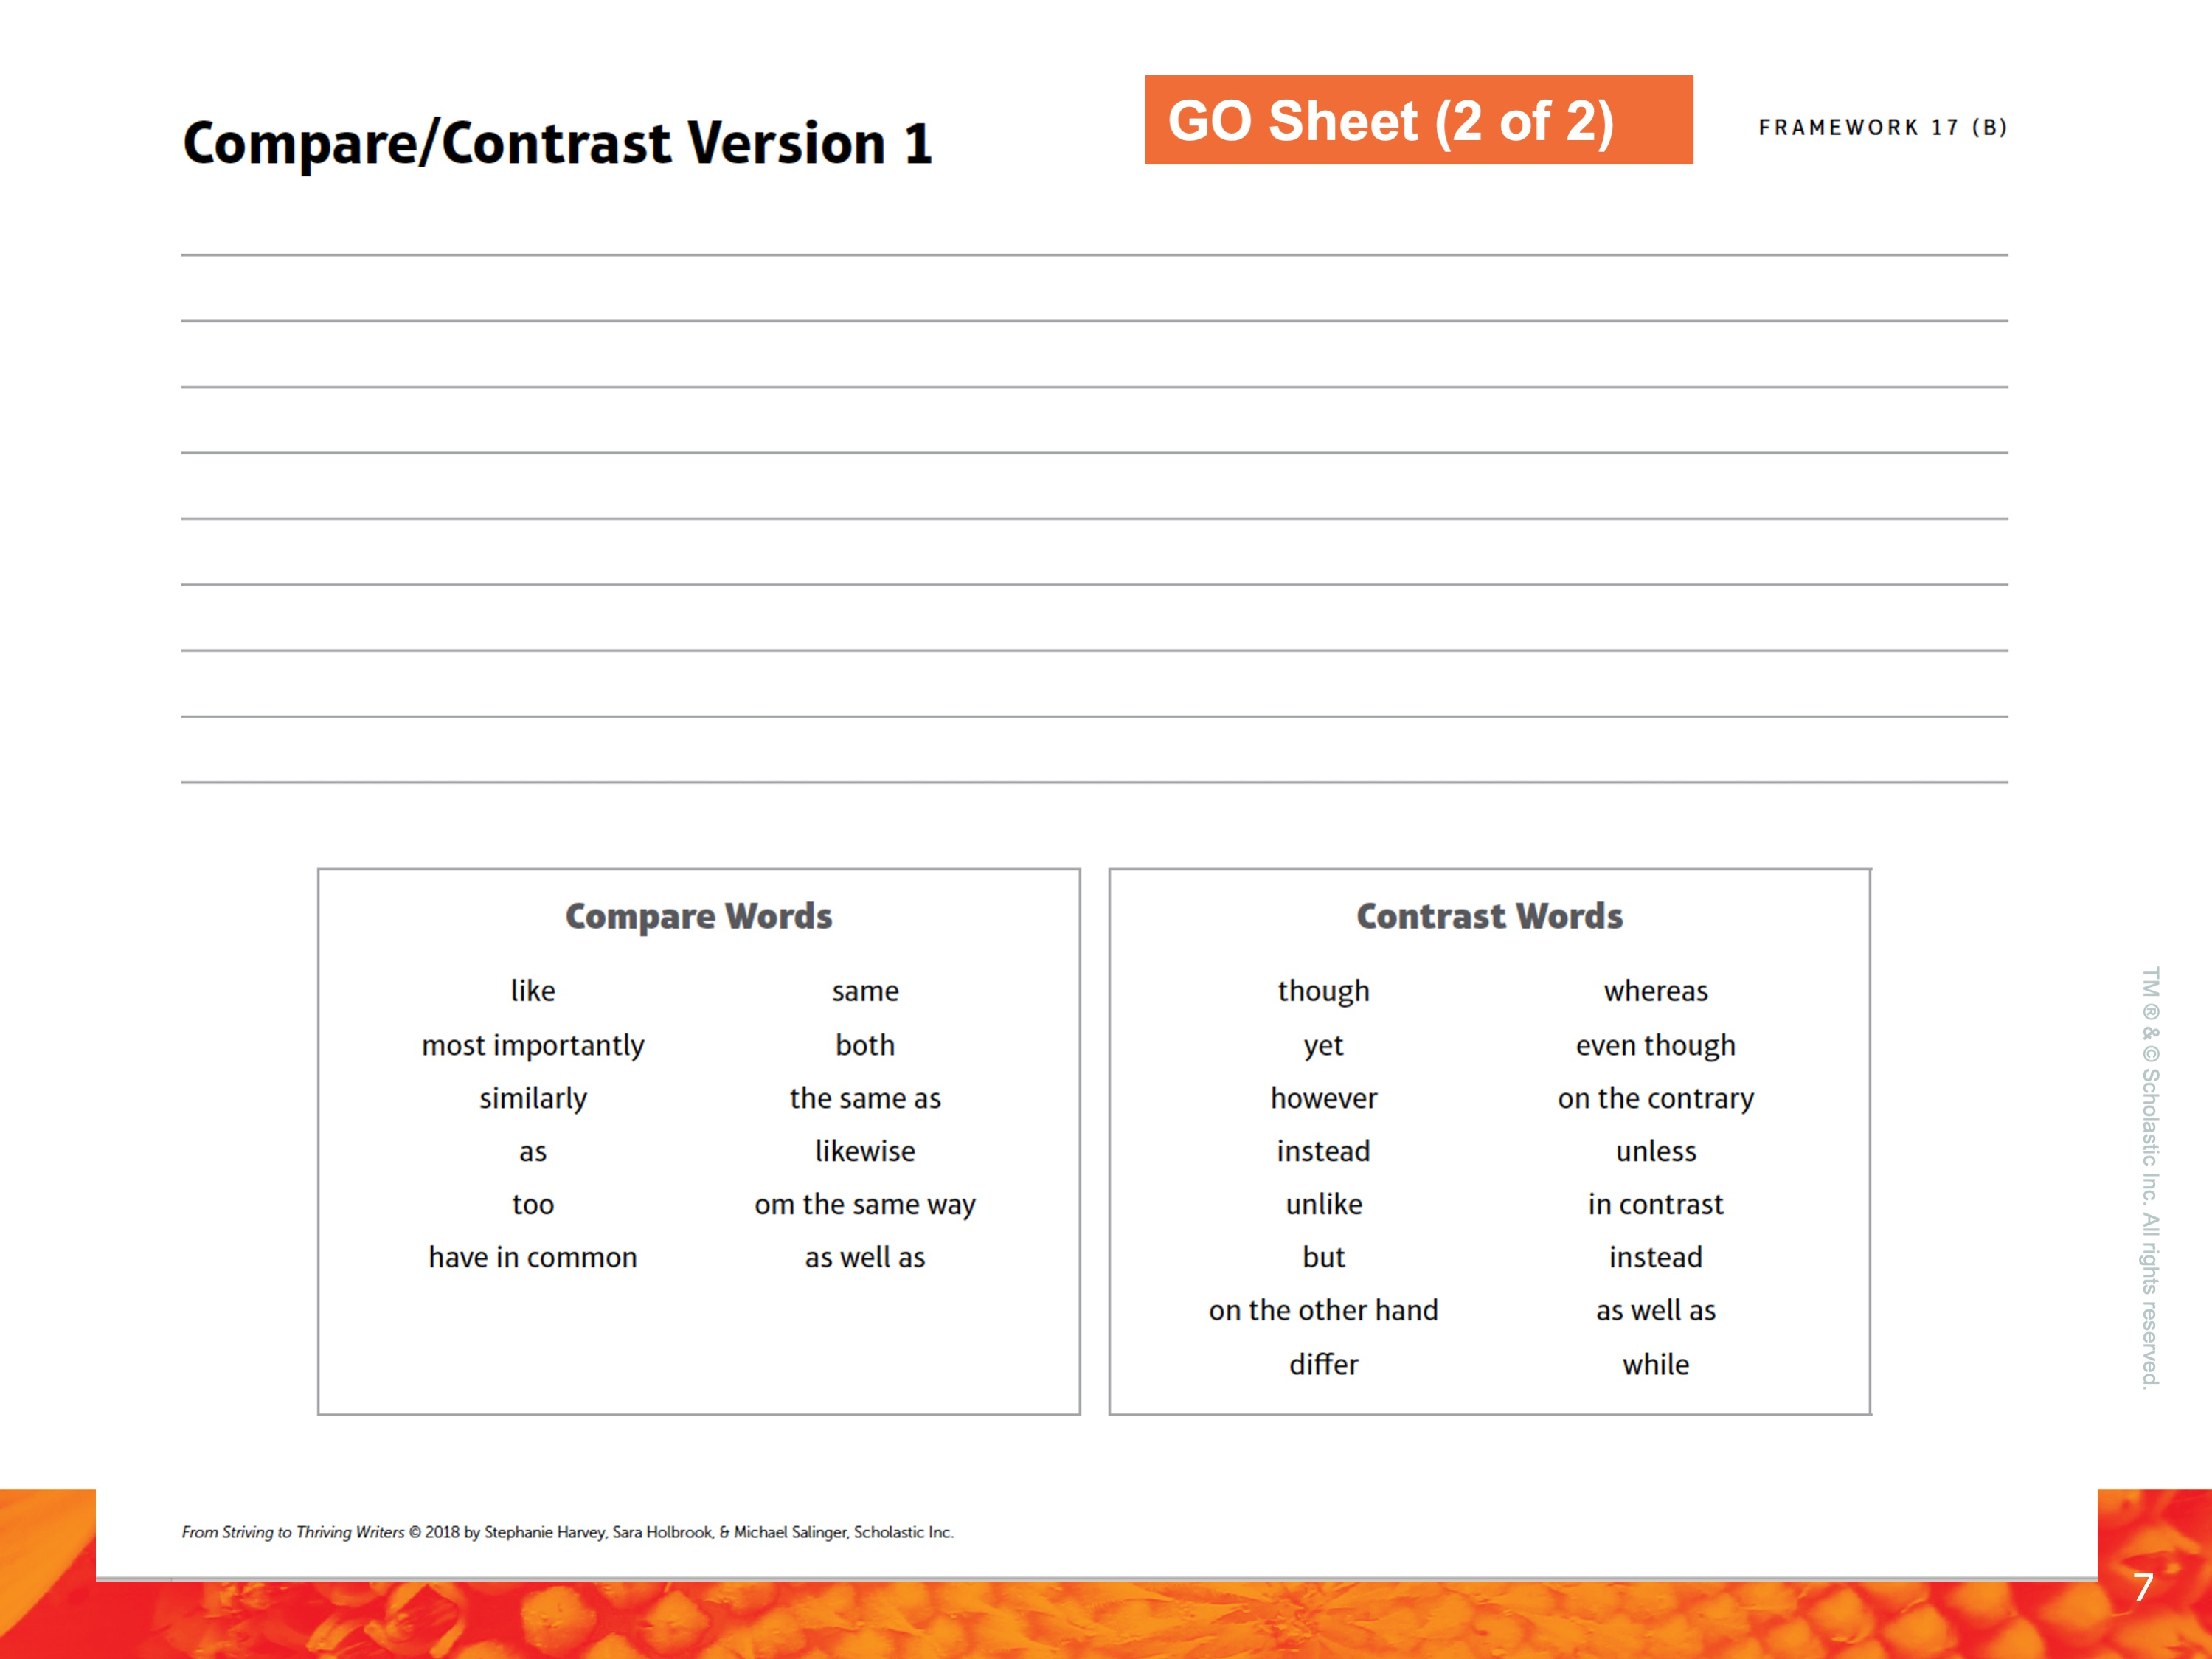 Compare/Contrast Version 1
GO Sheet (2 of 2)
FRAMEWORK 17 (B)
Compare Words
like same
most importantly both
similarly the same as
as likewise
too om the same way
have in common as well as
Contrast Words
though whereas
yet even though
however on the contrary
instead unless
unlike in contrast
but instead
on the other hand as well as
differ while
TM ® & © Scholastic Inc. All rights reserved.
From Striving to Thriving Writers © 2018 by Stephanie Harvey, Sara Holbrook, & Michael Salinger, Scholastic Inc.
7